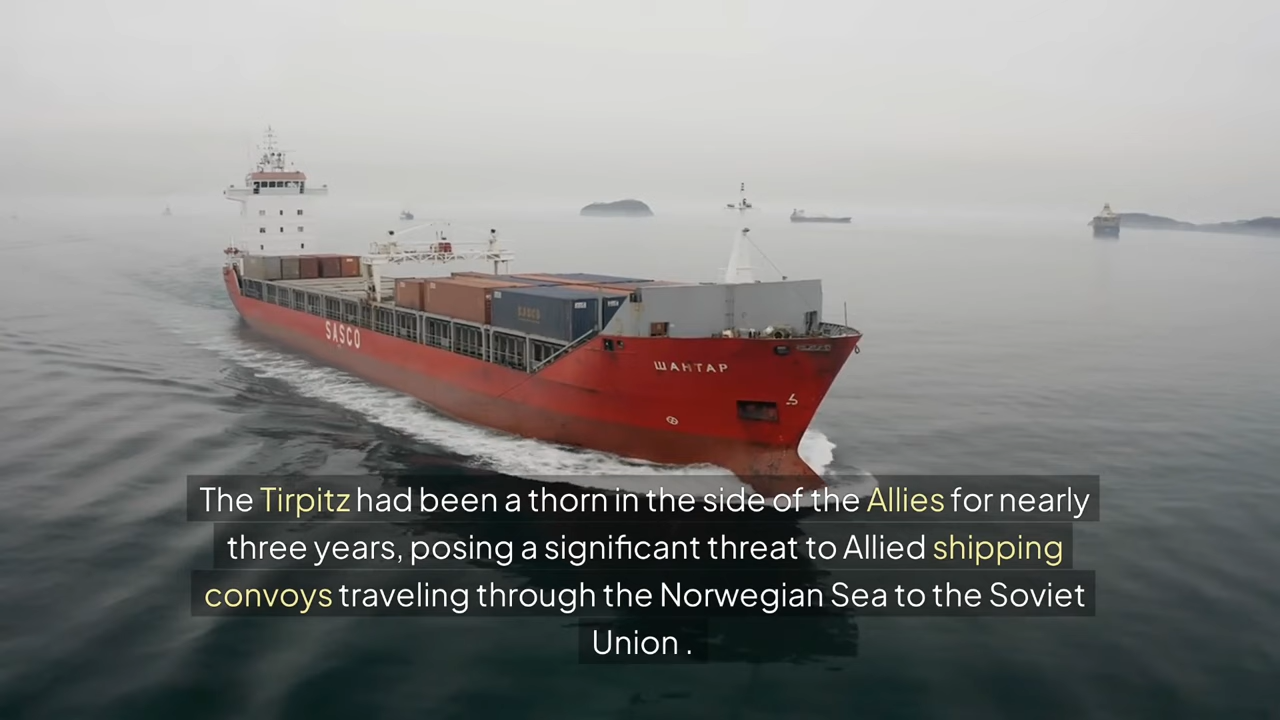 SASCO
ШАНТАР
The Tirpitz had been a thorn in the side of the Allies for nearly
three years, posing a significant threat to Allied shipping
convoys traveling through the Norwegian Sea to the Soviet
Union .